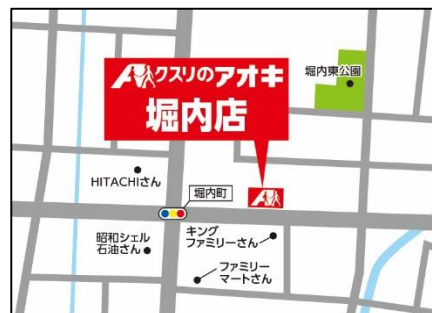 クスリのアオキ
堀内店
堀内東公園
HITACHIさん
堀内町
昭和シェル
石油さん
キング
ファミリーさん
ファミリー
マートさん